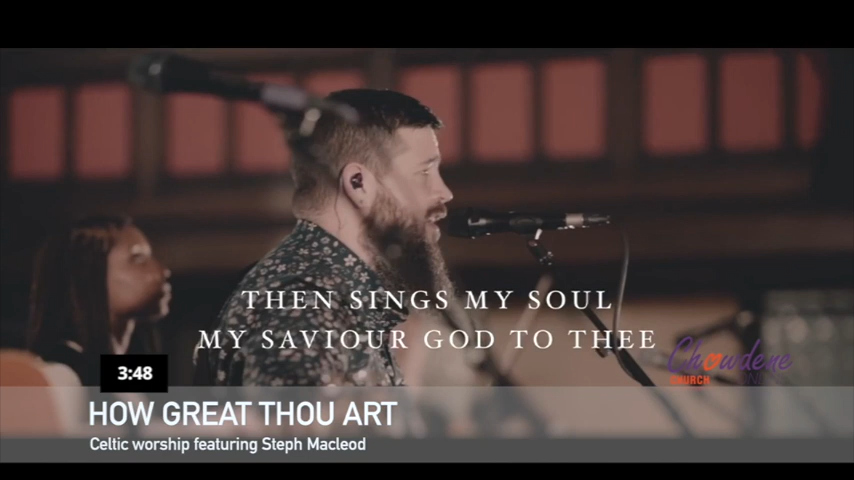 THEN SINGS MY SOUL
MY SAVIOUR GOD TO THEE
Chowdene
CHURCH
3:48
HOW GREAT THOU ART
Celtic worship featuring Steph Macleod